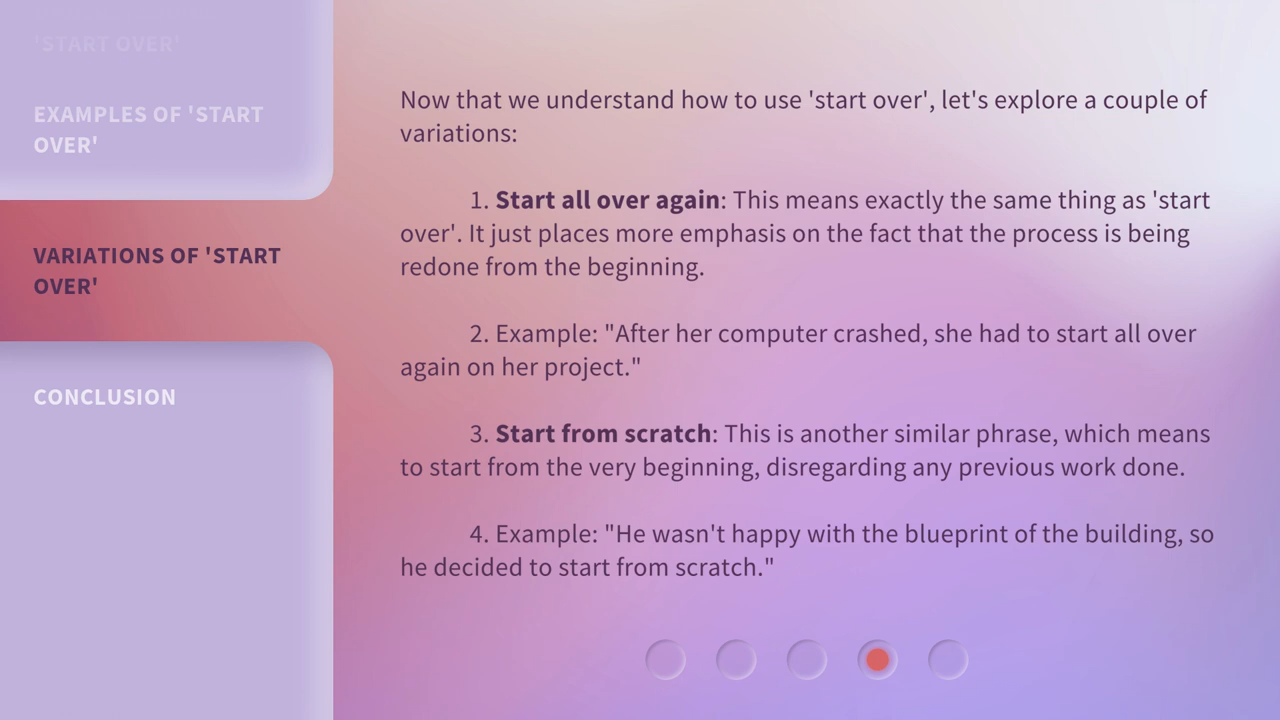 'START OVER'
EXAMPLES OF 'START
OVER'
VARIATIONS OF 'START
OVER'
CONCLUSION
Now that we understand how to use 'start over', let's explore a couple of
variations:
1. Start all over again: This means exactly the same thing as 'start
over'. It just places more emphasis on the fact that the process is being
redone from the beginning.
2. Example: "After her computer crashed, she had to start all over
again on her project."
3. Start from scratch: This is another similar phrase, which means
to start from the very beginning, disregarding any previous work done.
4. Example: "He wasn't happy with the blueprint of the building, so
he decided to start from scratch."